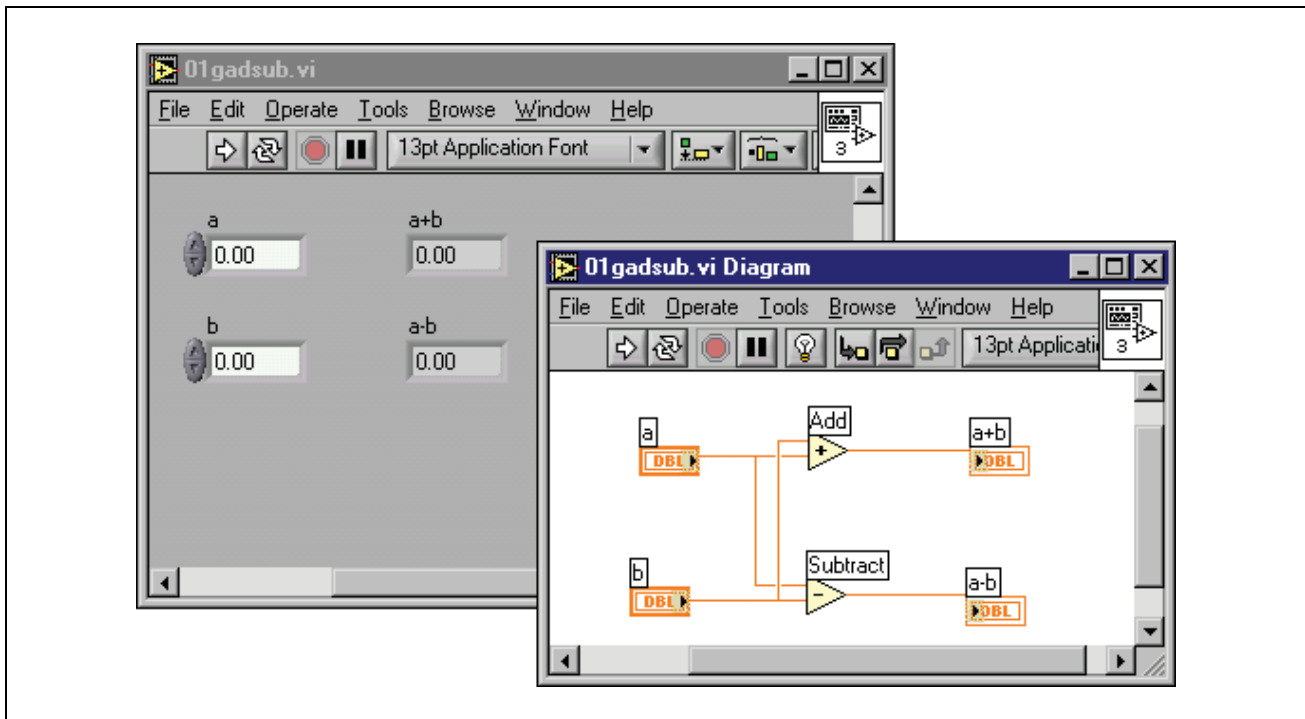 01gadsub.vi
File Edit Operate Tools Browse Window Help
13pt Application Font
3
a
0.00
a+b
0.00
b
0.00
a-b
0.00
01gadsub.vi Diagram
File Edit Operate Tools Browse Window Help
13pt Applicati
3
a
DBL
Add
+
a+b
DBL
b
DBL
Subtract
-
a-b
DBL